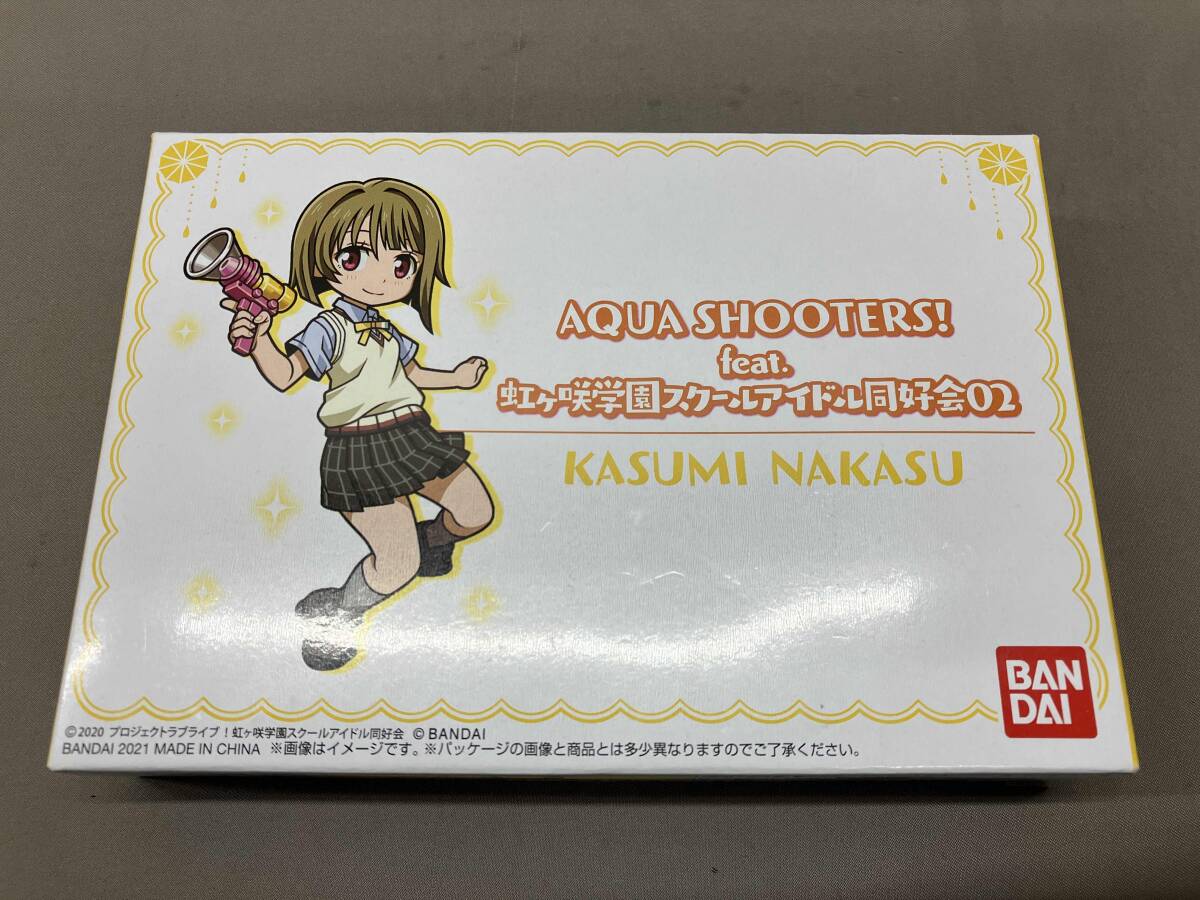 AQUA SHOOTERS!
feat.
虹ヶ咲学園スクールアイドル同好会02
KASUMI NAKASU
BAN
DAI
©2020 プロジェクトラブライブ！虹ヶ咲学園スクールアイドル同好会 ©BANDAI
BANDAI 2021 MADE IN CHINA ※画像はイメージです。※パッケージの画像と商品とは多少異なりますのでご了承ください。